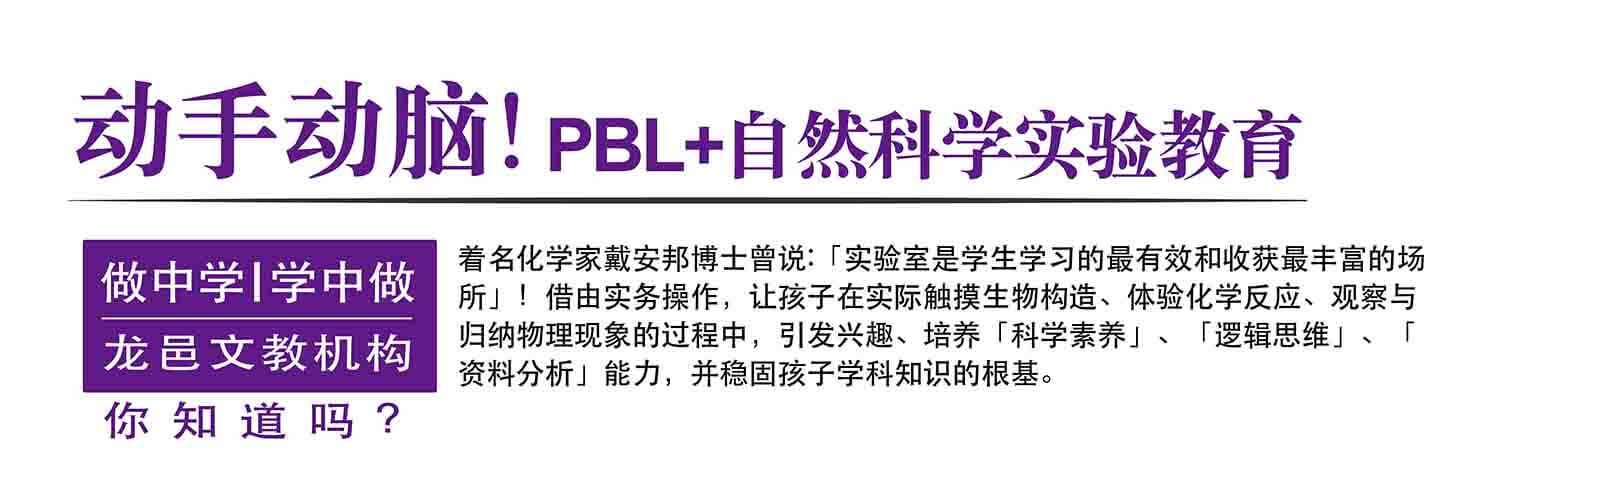 动手动脑！PBL+自然科学实验教育
做中学|学中做
龙邑文教机构
你知道吗？
着名化学家戴安邦博士曾说:「实验室是学生学习的最有效和收获最丰富的场
所」！借由实务操作，让孩子在实际触摸生物构造、体验化学反应、观察与
归纳物理现象的过程中，引发兴趣、培养「科学素养」、「逻辑思维」、「
资料分析」能力，并稳固孩子学科知识的根基。